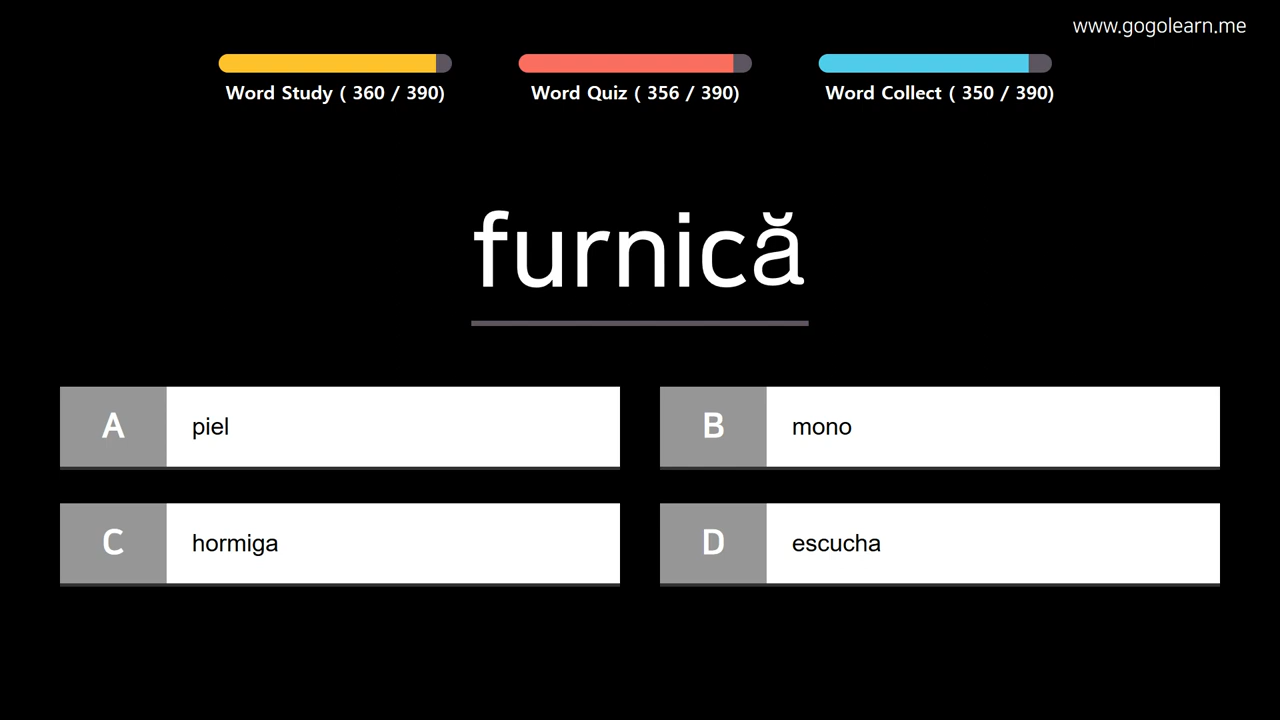 www.gogolearn.me
Word Study ( 360 / 390)
Word Quiz ( 356 / 390)
Word Collect ( 350 / 390)
furnică
A piel
B mono
C hormiga
D escucha